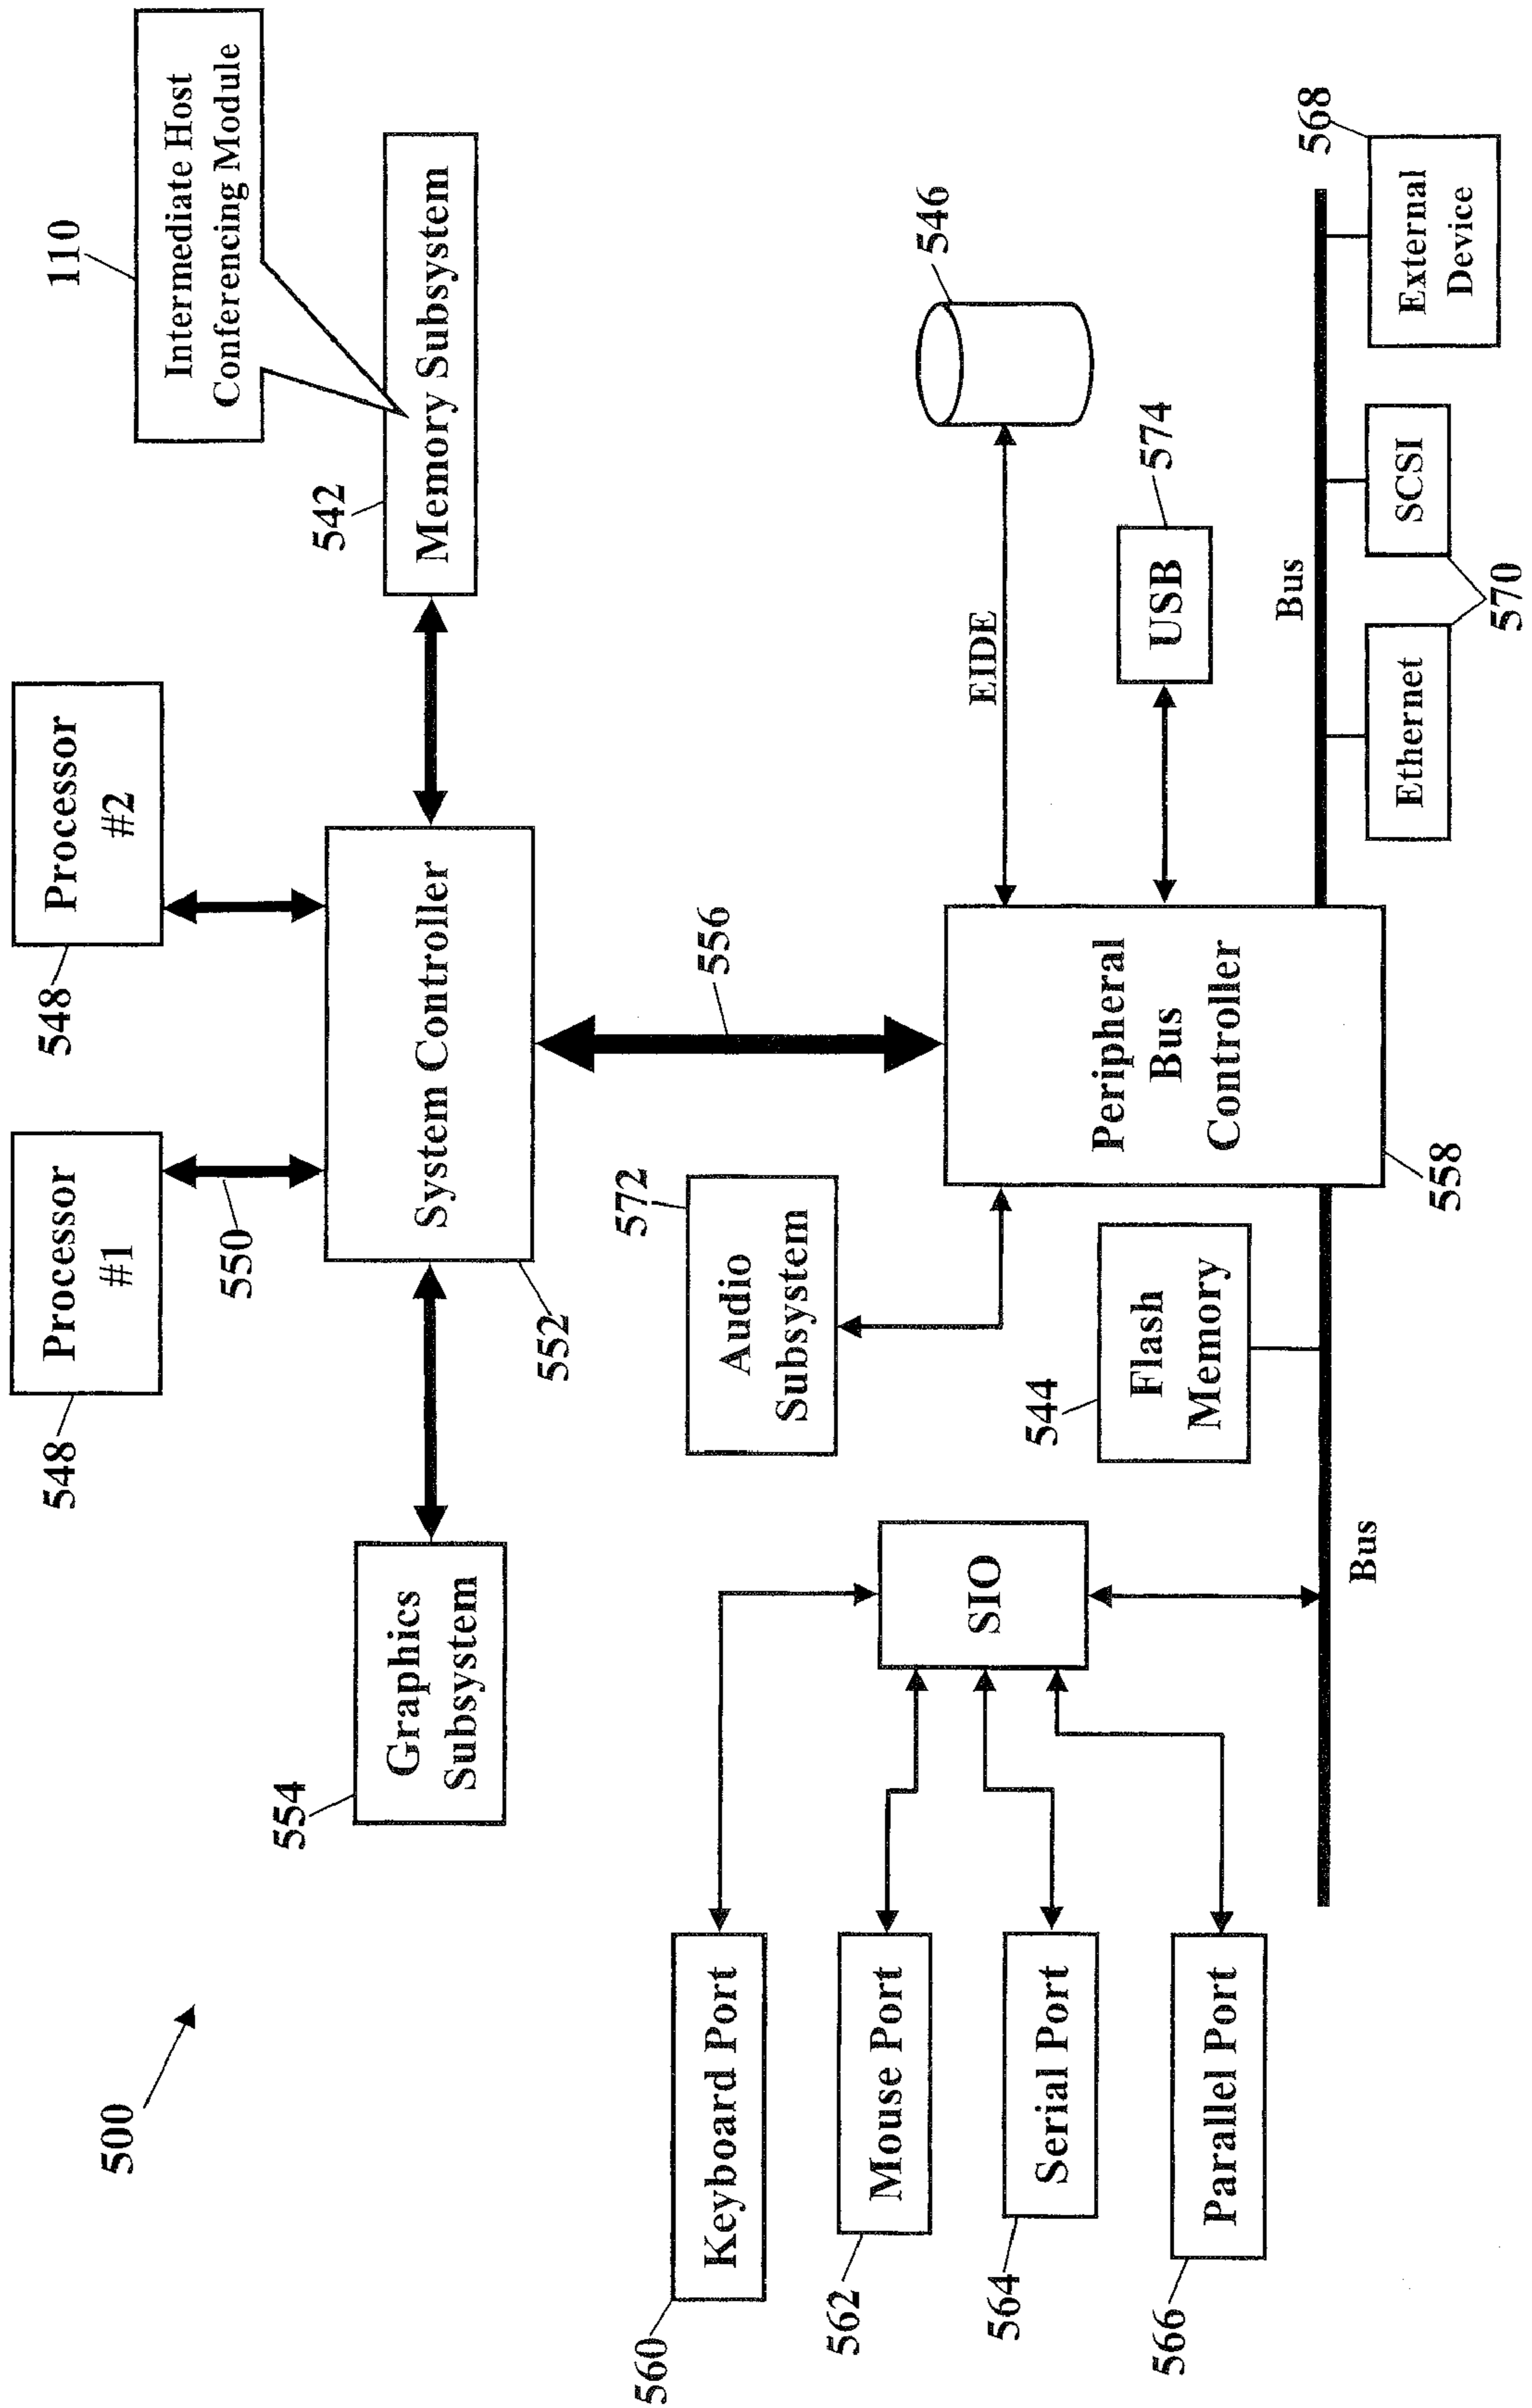 500
548
Processor
#1
550
548
Processor
#2
110
Intermediate Host
Conferencing Module
554
Graphics
Subsystem
552
System Controller
542
Memory Subsystem
556
572
Audio
Subsystem
546
EIDE
574
USB
560
Keyboard Port
562
Mouse Port
564
Serial Port
566
Parallel Port
SIO
544
Flash
Memory
Peripheral
Bus
Controller
558
Bus
Bus
568
Ethernet
SCSI
570
External
Device